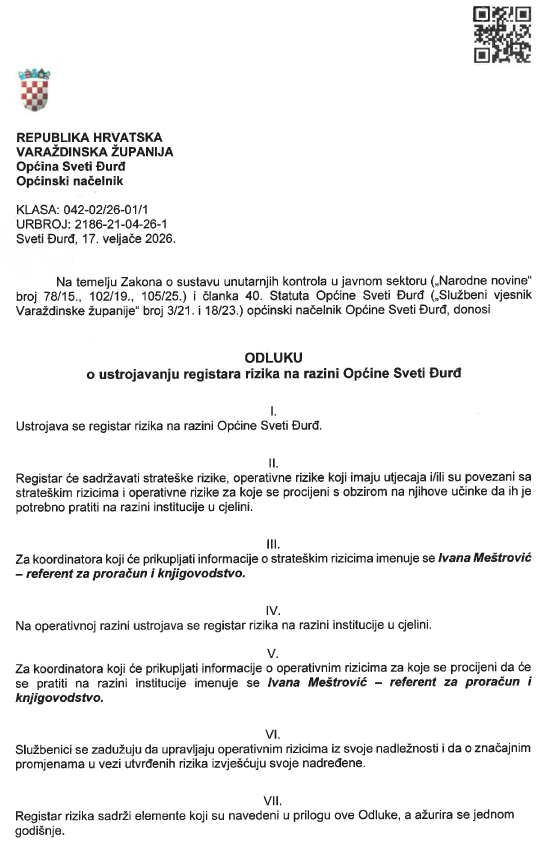 REPUBLIKA HRVATSKA
VARAŽDINSKA ŽUPANIJA
Općina Sveti Đurđ
Općinski načelnik
KLASA: 042-02/26-01/1
URBROJ: 2186-21-04-26-1
Sveti Đurđ, 17. veljače 2026.
Na temelju Zakona o sustavu unutarnjih kontrola u javnom sektoru („Narodne novine“
broj 78/15., 102/19., 105/25.) i članka 40. Statuta Općine Sveti Đurđ („Službeni vjesnik
Varaždinske županije“ broj 3/21. i 18/23.) općinski načelnik Općine Sveti Đurđ, donosi
ODLUKU
o ustrojavanju registara rizika na razini Općine Sveti Đurđ
I.
Ustrojava se registar rizika na razini Općine Sveti Đurđ.
II.
Registar će sadržavati strateške rizike, operativne rizike koji imaju utjecaja i/ili su povezani sa
strateškim rizicima i operativne rizike za koje se procijeni s obzirom na njihove učinke da ih je
potrebno pratiti na razini institucije u cjelini.
III.
Za koordinatora koji će prikupljati informacije o strateškim rizicima imenuje se Ivana Meštrović
– referent za proračun i knjigovodstvo.
IV.
Na operativnoj razini ustrojava se registar rizika na razini institucije u cjelini.
V.
Za koordinatora koji će prikupljati informacije o operativnim rizicima za koje se procijeni da će
se pratiti na razini institucije imenuje se Ivana Meštrović – referent za proračun i
knjigovodstvo.
VI.
Službenici se zadužuju da upravljaju operativnim rizicima iz svoje nadležnosti i da o značajnim
promjenama u vezi utvrđenih rizika izvješćuju svoje nadređene.
VII.
Registar rizika sadrži elemente koji su navedeni u prilogu ove Odluke, a ažurira se jednom
godišnje.